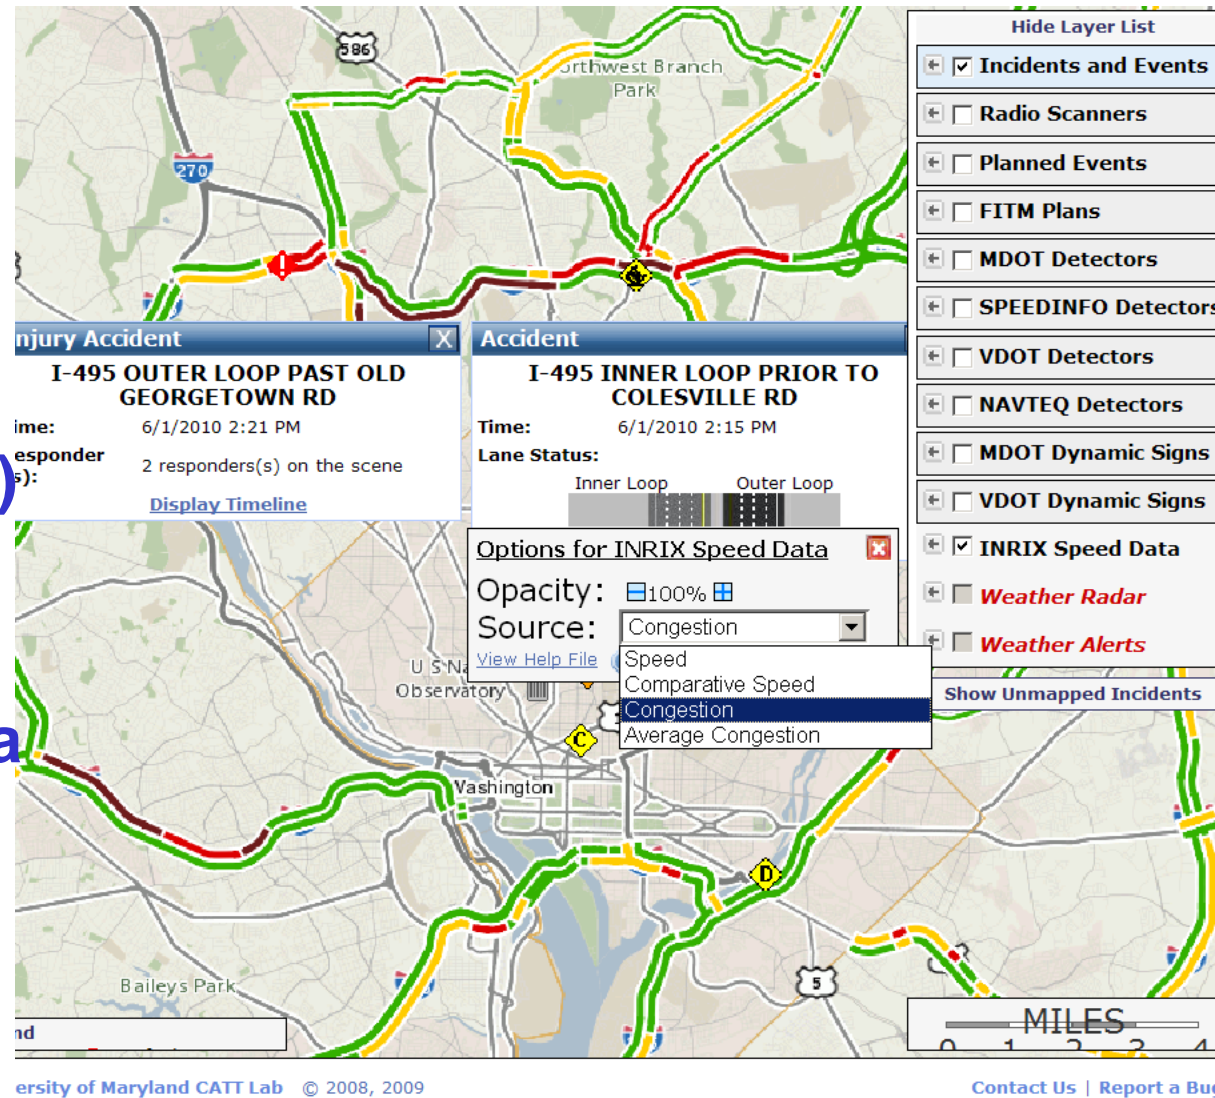 586
orthwest Branch
Park
270
Hide Layer List
Incidents and Events
Radio Scanners
Planned Events
FITM Plans
MDOT Detectors
SPEEDINFO Detectors
VDOT Detectors
NAVTEQ Detectors
MDOT Dynamic Signs
VDOT Dynamic Signs
INRIX Speed Data
Weather Radar
Weather Alerts
Show Unmapped Incidents
njury Accident X
I-495 OUTER LOOP PAST OLD
GEORGETOWN RD
ime: 6/1/2010 2:21 PM
esponder
s): 2 responders(s) on the scene
Display Timeline
)
Accident
I-495 INNER LOOP PRIOR TO
COLESVILLE RD
Time: 6/1/2010 2:15 PM
Lane Status:
Inner Loop Outer Loop
Options for INRIX Speed Data
Opacity: 100%
Source: Congestion
View Help File
Speed
Comparative Speed
Congestion
Average Congestion
U S Na
Observatory
a
C
Washington
D
Baileys Park
5
nd
MILES
0 1 2 3 4
ersity of Maryland CATT Lab © 2008, 2009
Contact Us | Report a Bug